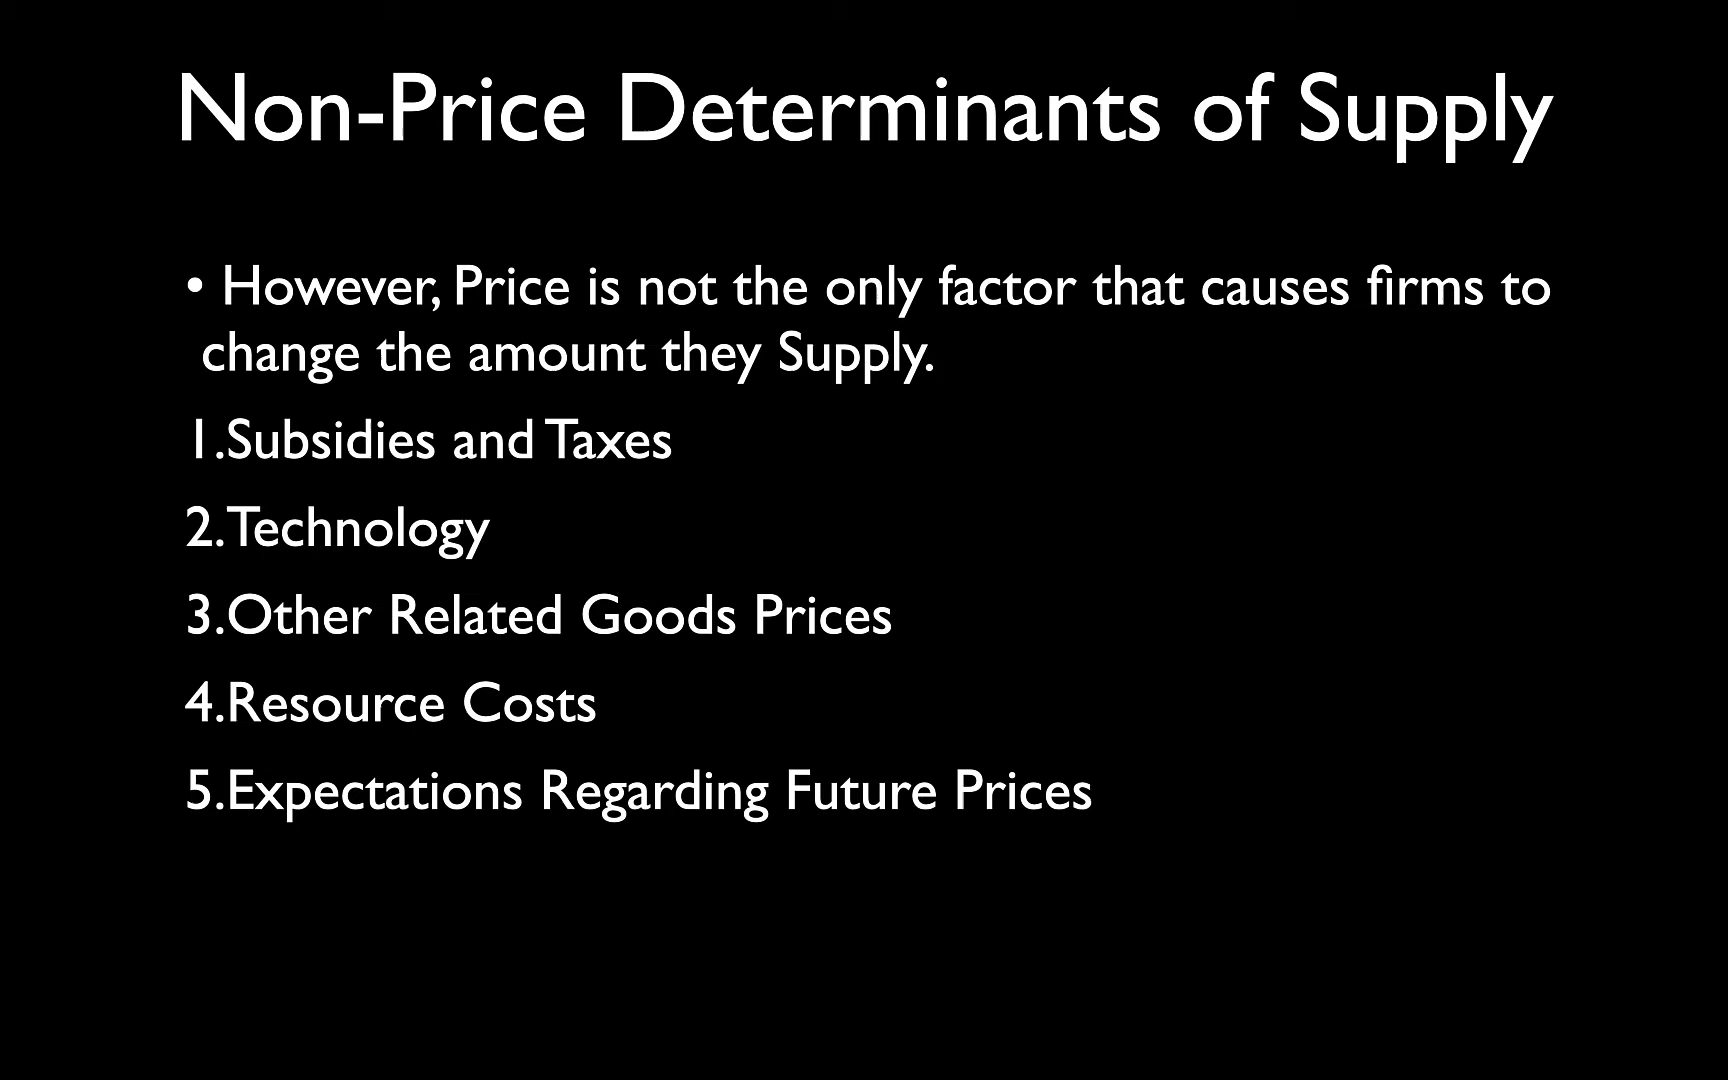 Non-Price Determinants of Supply
• However, Price is not the only factor that causes firms to
change the amount they Supply.
1.Subsidies and Taxes
2.Technology
3.Other Related Goods Prices
4.Resource Costs
5.Expectations Regarding Future Prices